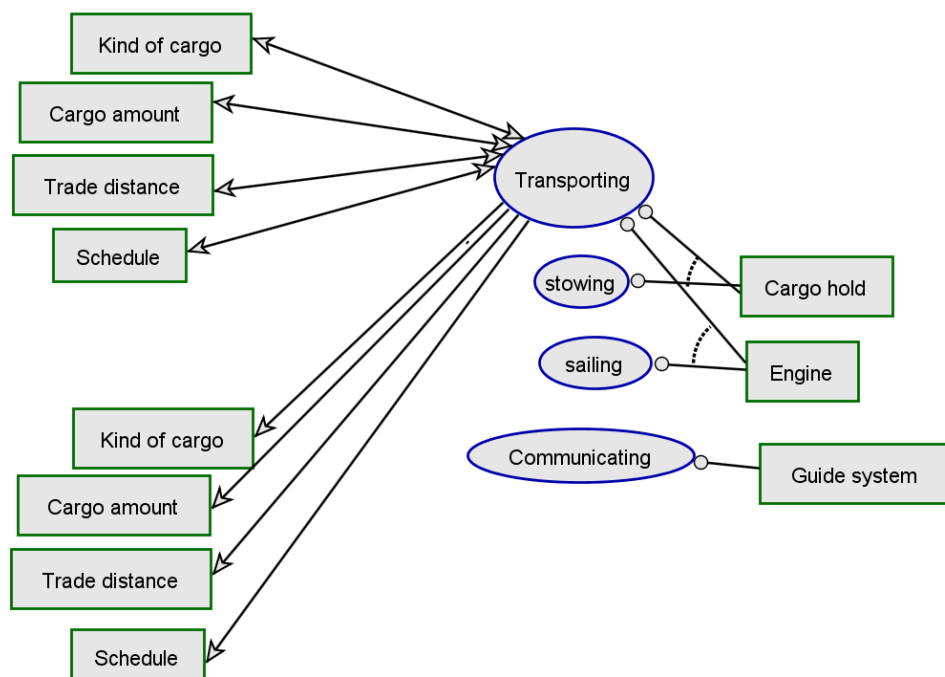 Kind of cargo
Cargo amount
Trade distance
Schedule
Transporting
stowing
Cargo hold
sailing
Engine
Communicating
Guide system
Kind of cargo
Cargo amount
Trade distance
Schedule